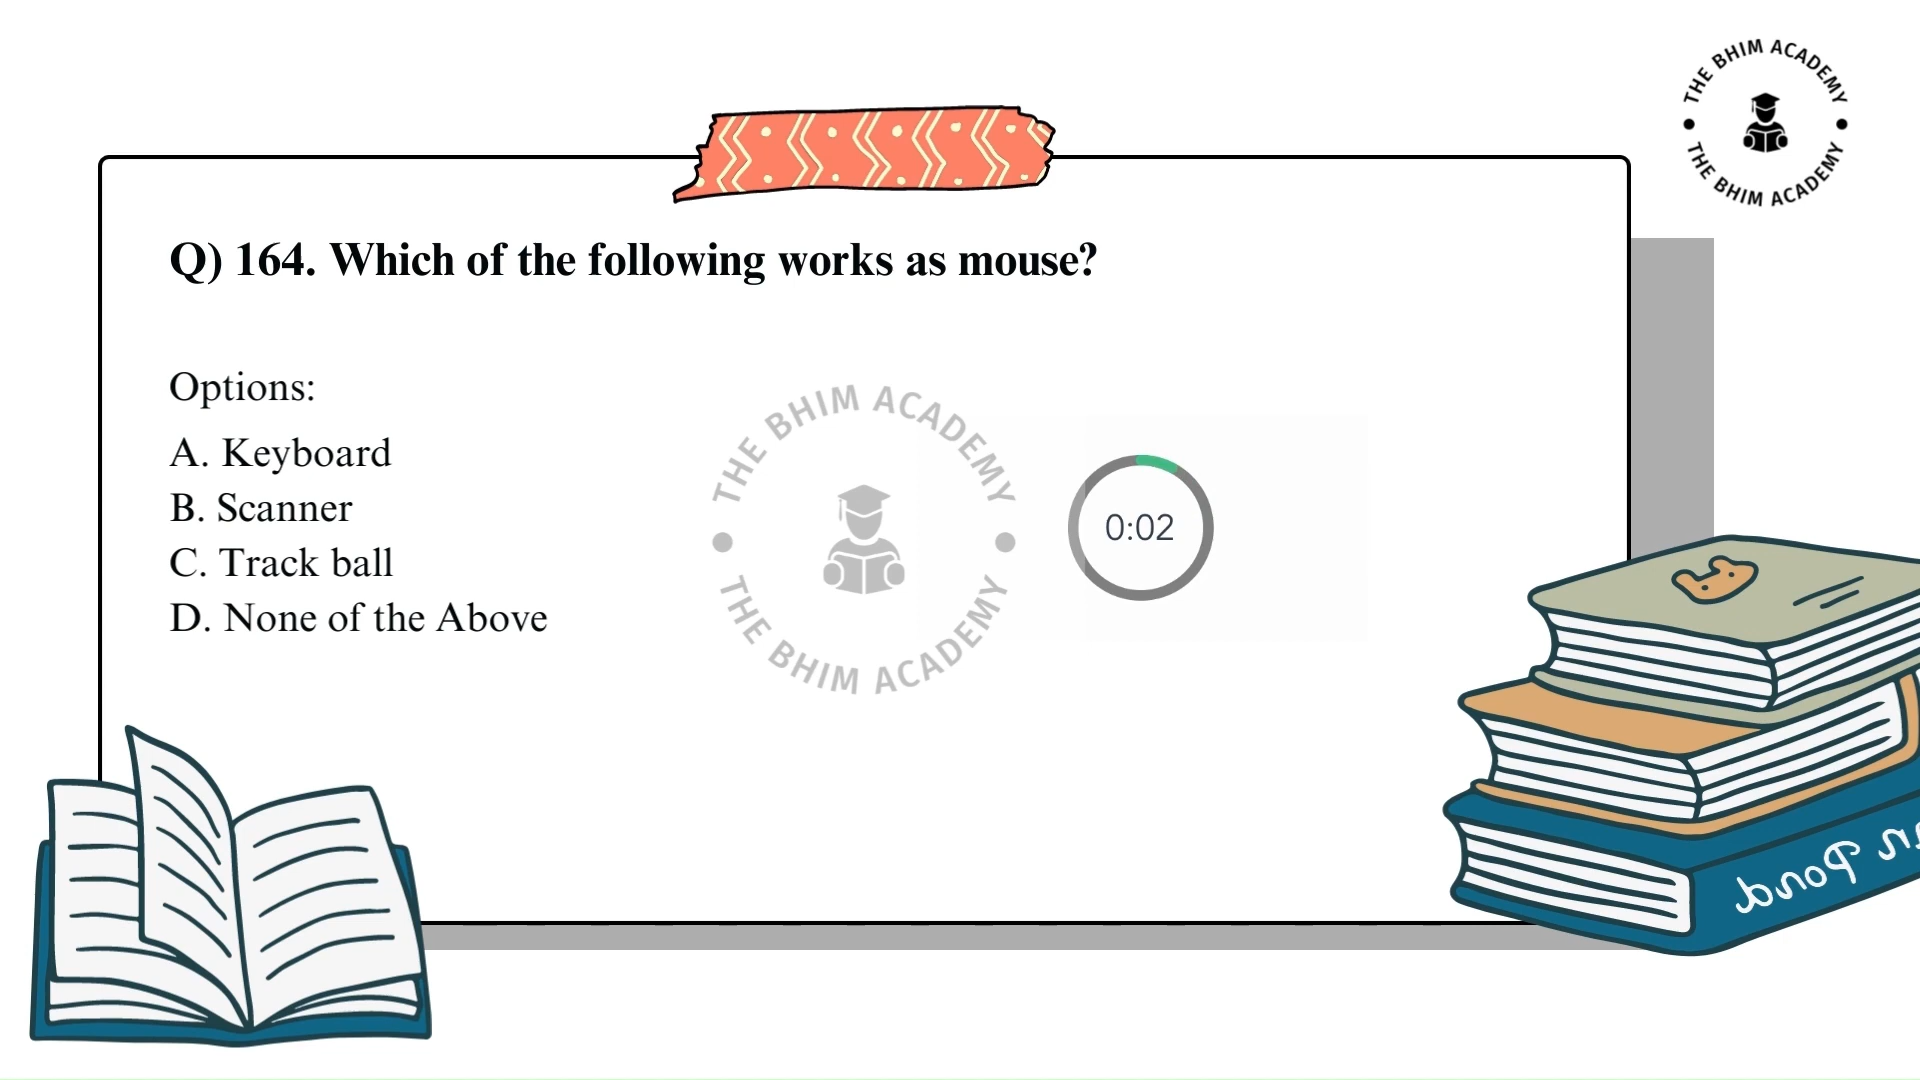 THE BHIM ACADEMY
THE BHIM ACADEMY
Q) 164. Which of the following works as mouse?
Options:
A. Keyboard
B. Scanner
C. Track ball
D. None of the Above
THE BHIM ACADEMY
THE BHIM ACADEMY
0:02
Pond